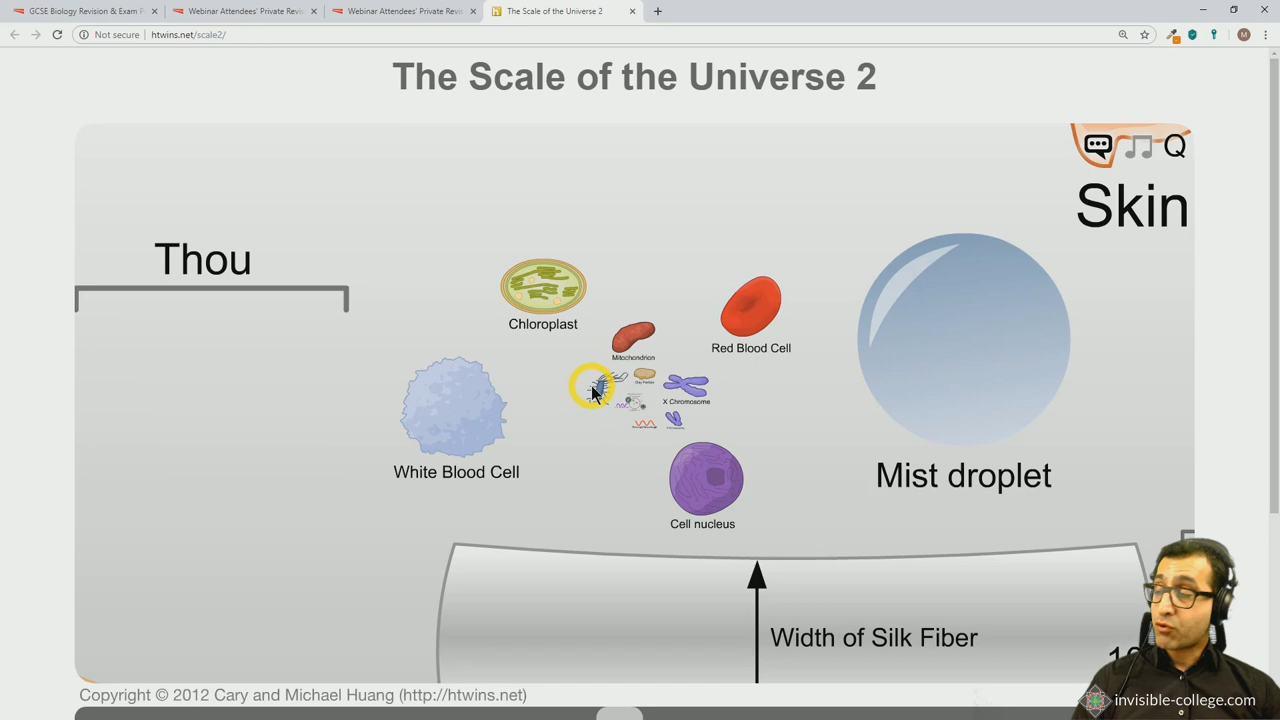 GCSE Biology Revision & Exam P
Webinar Attendees' Private Revi
Webinar Attendees' Private Revi
The Scale of the Universe 2
Not secure
htwins.net/scale2/
M
The Scale of the Universe 2
Q
Skin
Thou
Chloroplast
Mitochondrion
Red Blood Cell
X Chromosome
White Blood Cell
Mist droplet
Cell nucleus
Width of Silk Fiber
Copyright © 2012 Cary and Michael Huang (http://htwins.net)
invisible-college.com